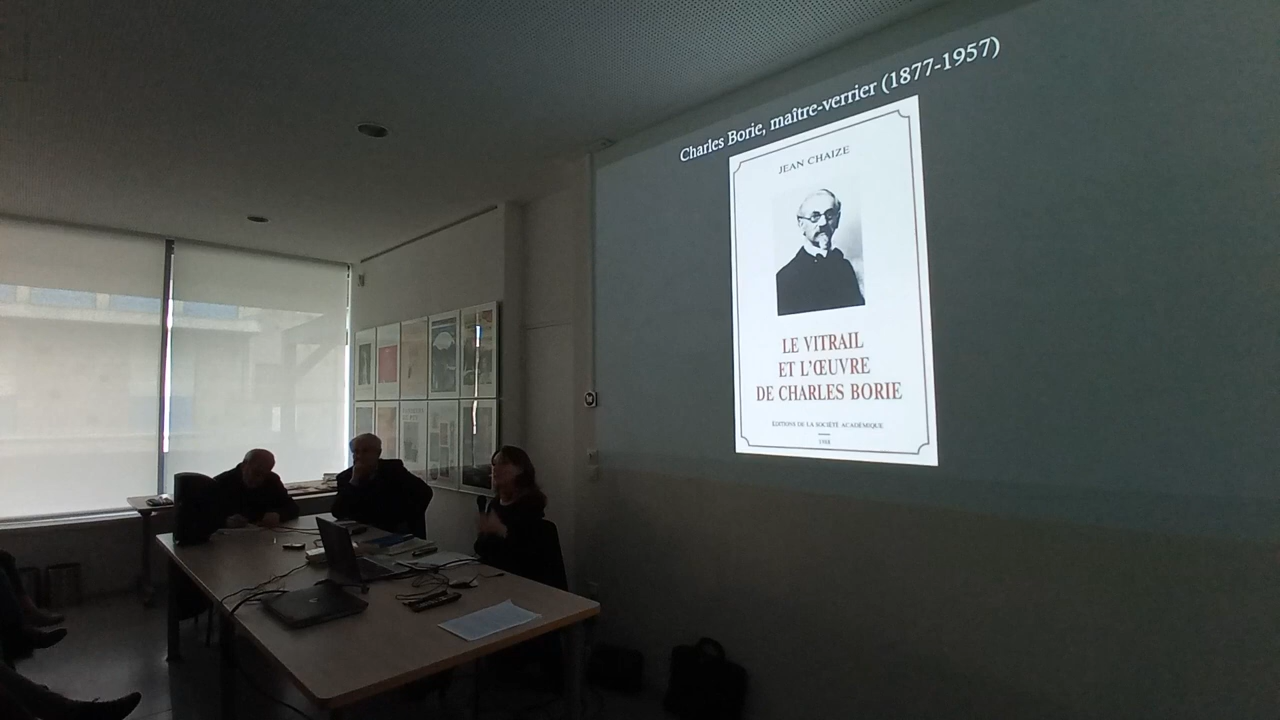 Charles Borie, maître-verrier (1877-1957)
JEAN CHAIZE
LE VITRAIL
ET L'ŒUVRE
DE CHARLES BORIE
ÉDITIONS DE LA SOCIÉTÉ ACADÉMIQUE
1988